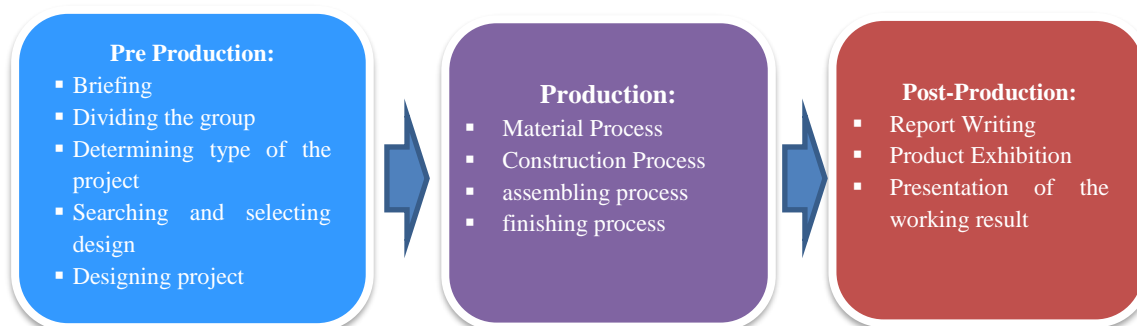 Pre Production:
▪ Briefing
▪ Dividing the group
▪ Determining type of the
project
▪ Searching and selecting
design
▪ Designing project
Production:
▪ Material Process
▪ Construction Process
▪ assembling process
▪ finishing process
Post-Production:
▪ Report Writing
▪ Product Exhibition
▪ Presentation of the
working result